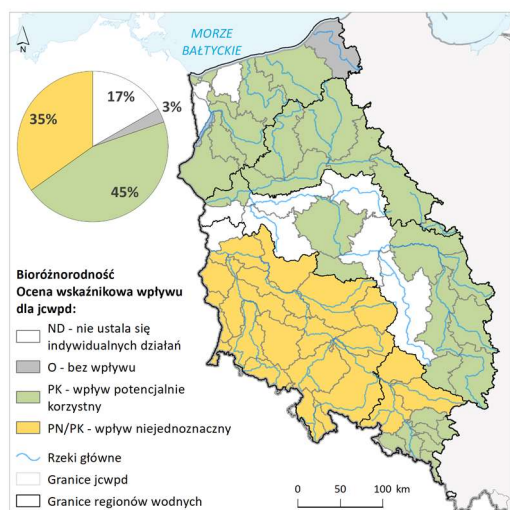 MORZE
BAŁTYCKIE
N
17%
3%
35%
45%
Bioróżnorodność
Ocena wskaźnikowa wpływu
dla jcwpd:
ND - nie ustala się
indywidualnych działań
O - bez wpływu
PK - wpływ potencjalnie
korzystny
PN/PK - wpływ niejednoznaczny
Rzeki główne
Granice jcwpd
Granice regionów wodnych
0 50 100 km